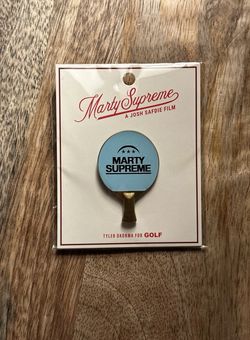 Marty Supreme
A JOSH SAFDIE FILM
MARTY
SUPREME
TYLER OKONMA FOR GOLF